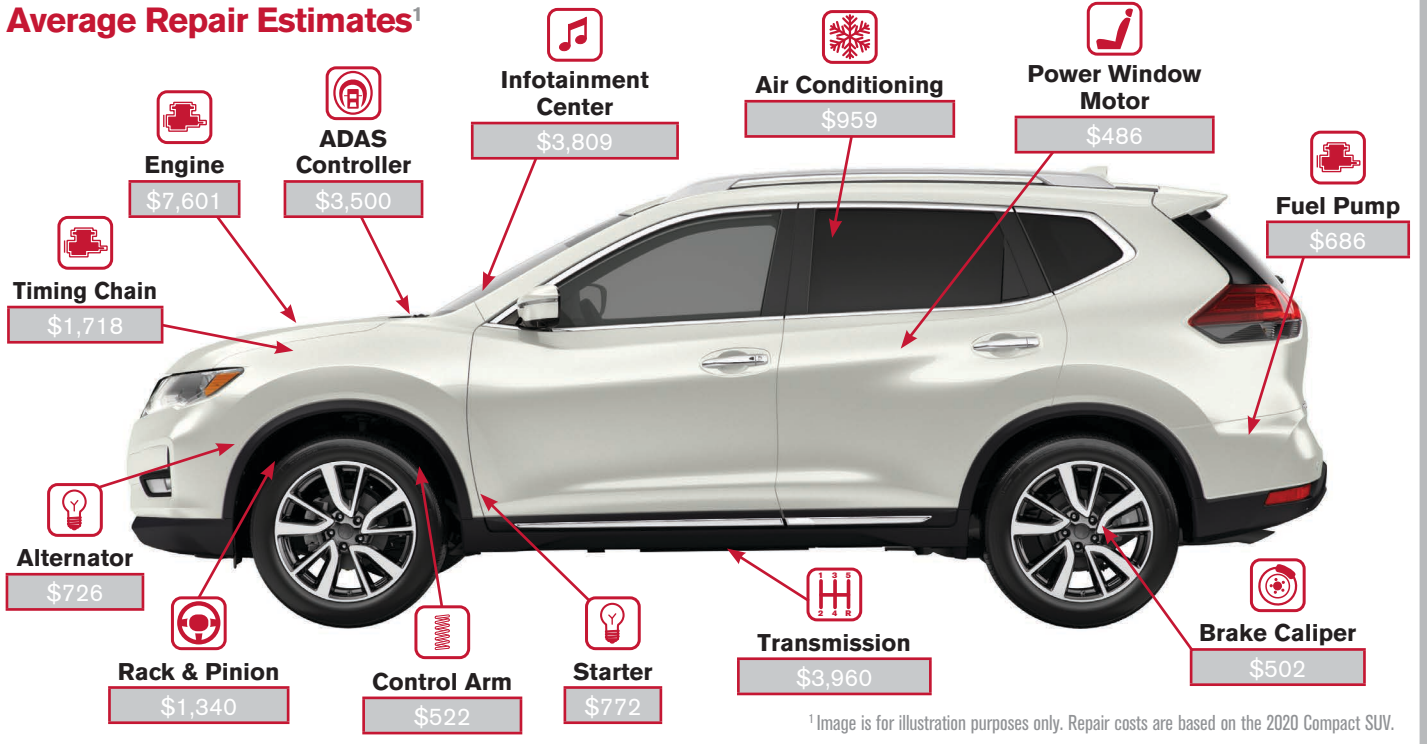 Average Repair Estimates¹
Infotainment
Center
$3,809
Air Conditioning
$959
Power Window
Motor
$486
ADAS
Controller
$3,500
Engine
$7,601
Fuel Pump
$686
Timing Chain
$1,718
Alternator
$726
Rack & Pinion
$1,340
Control Arm
$522
Starter
$772
1 3 5
2 4 R
Transmission
$3,960
Brake Caliper
$502
¹ Image is for illustration purposes only. Repair costs are based on the 2020 Compact SUV.